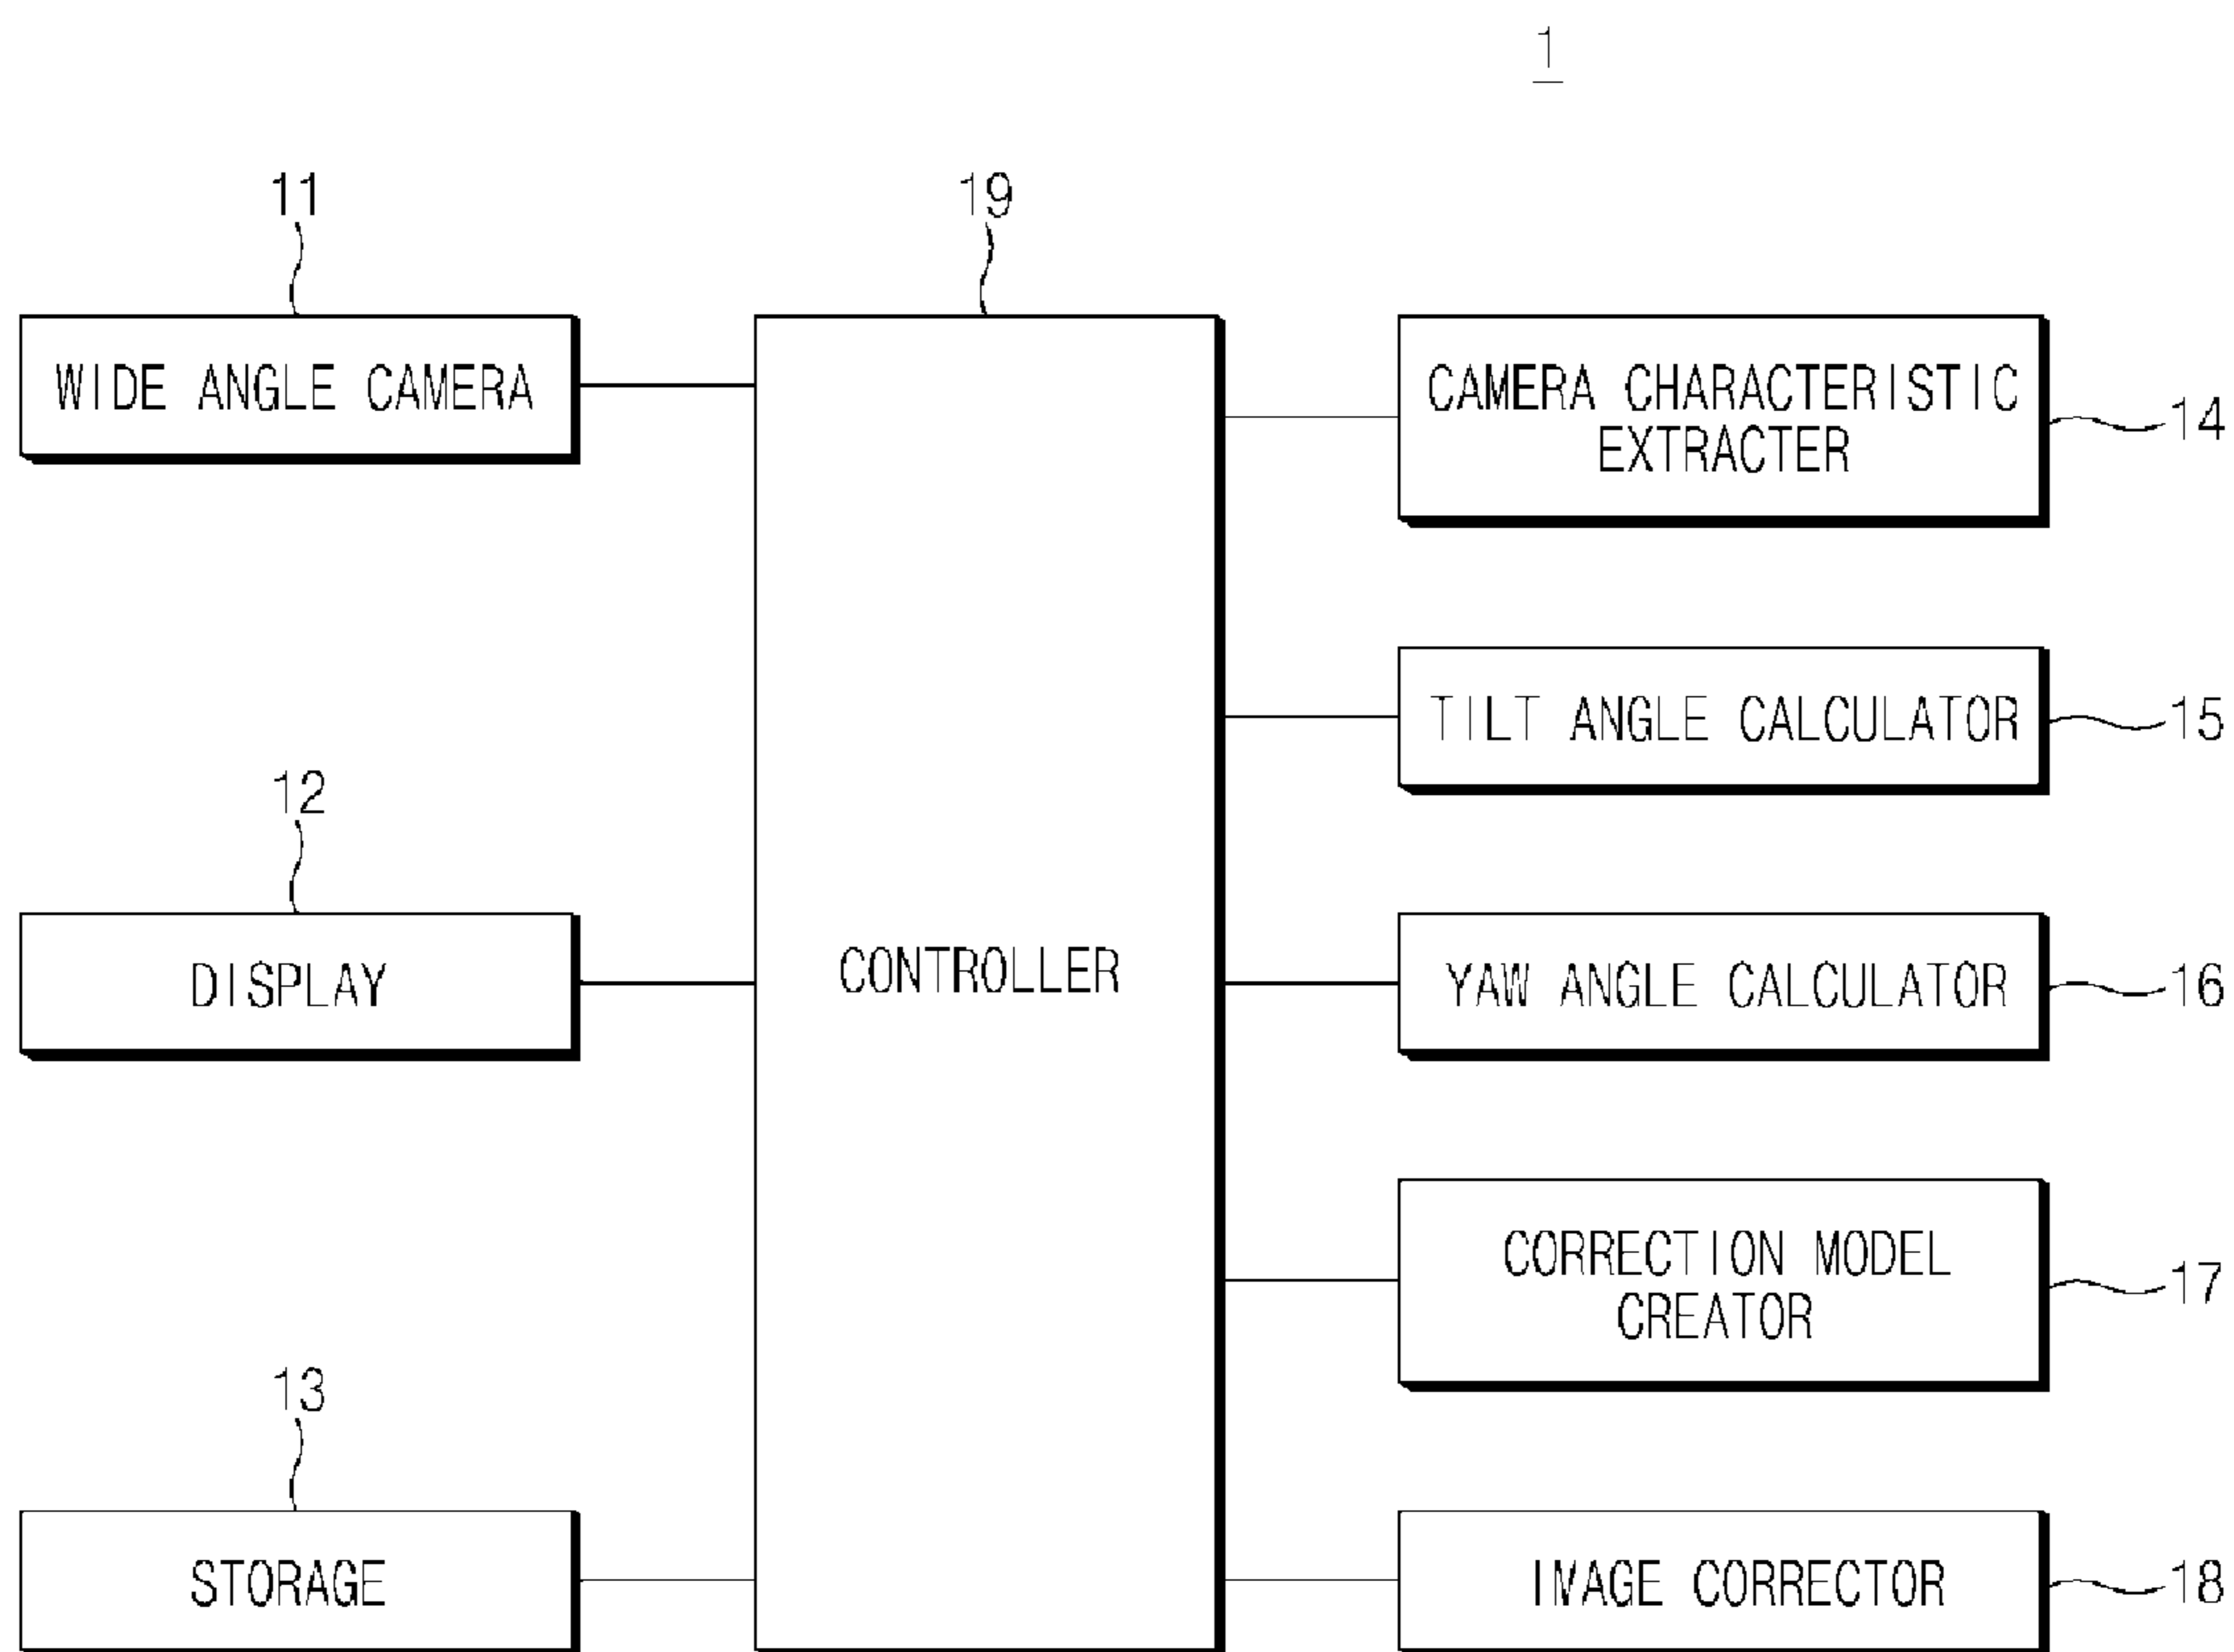 1
11
19
WIDE ANGLE CAMERA
CAMERA CHARACTERISTIC
EXTRACTER
14
TILT ANGLE CALCULATOR
15
12
DISPLAY
CONTROLLER
YAW ANGLE CALCULATOR
16
CORRECTION MODEL
CREATOR
17
13
STORAGE
IMAGE CORRECTOR
18